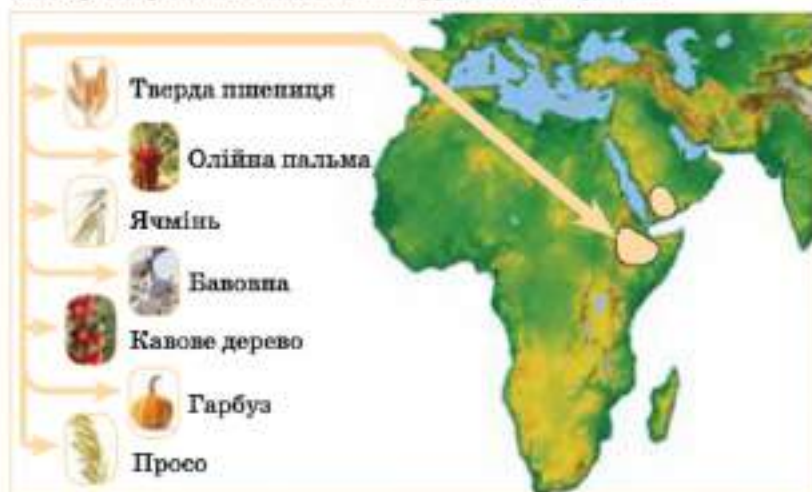 Тверда пшениця
Олійна пальма
Ячмінь
Бавовна
Кавове дерево
Гарбуз
Просо